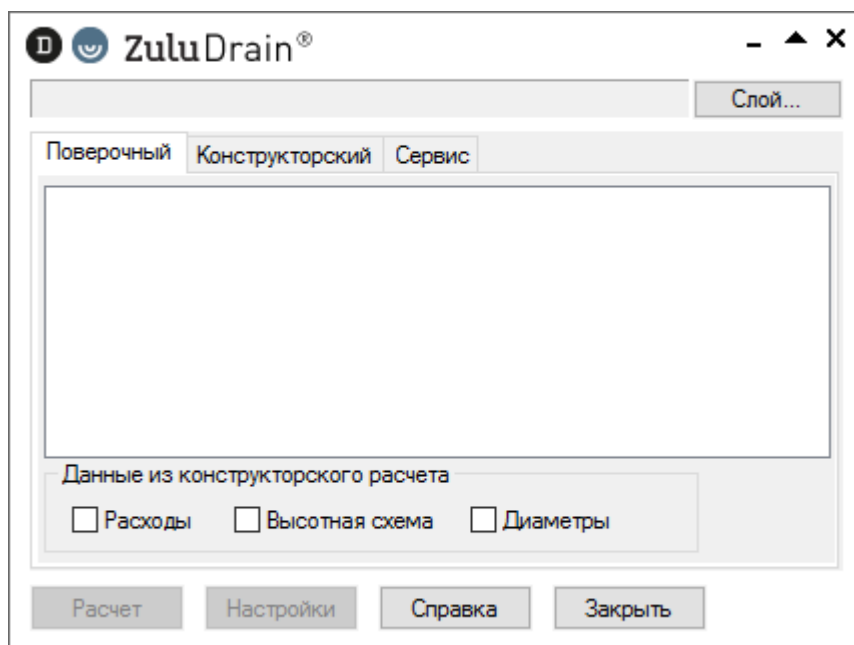 D ZuluDrain®
Слой...
Поверочный Конструкторский Сервис
Данные из конструкторского расчета
Расходы Высотная схема Диаметры
Расчет Настройки Справка Закрыть